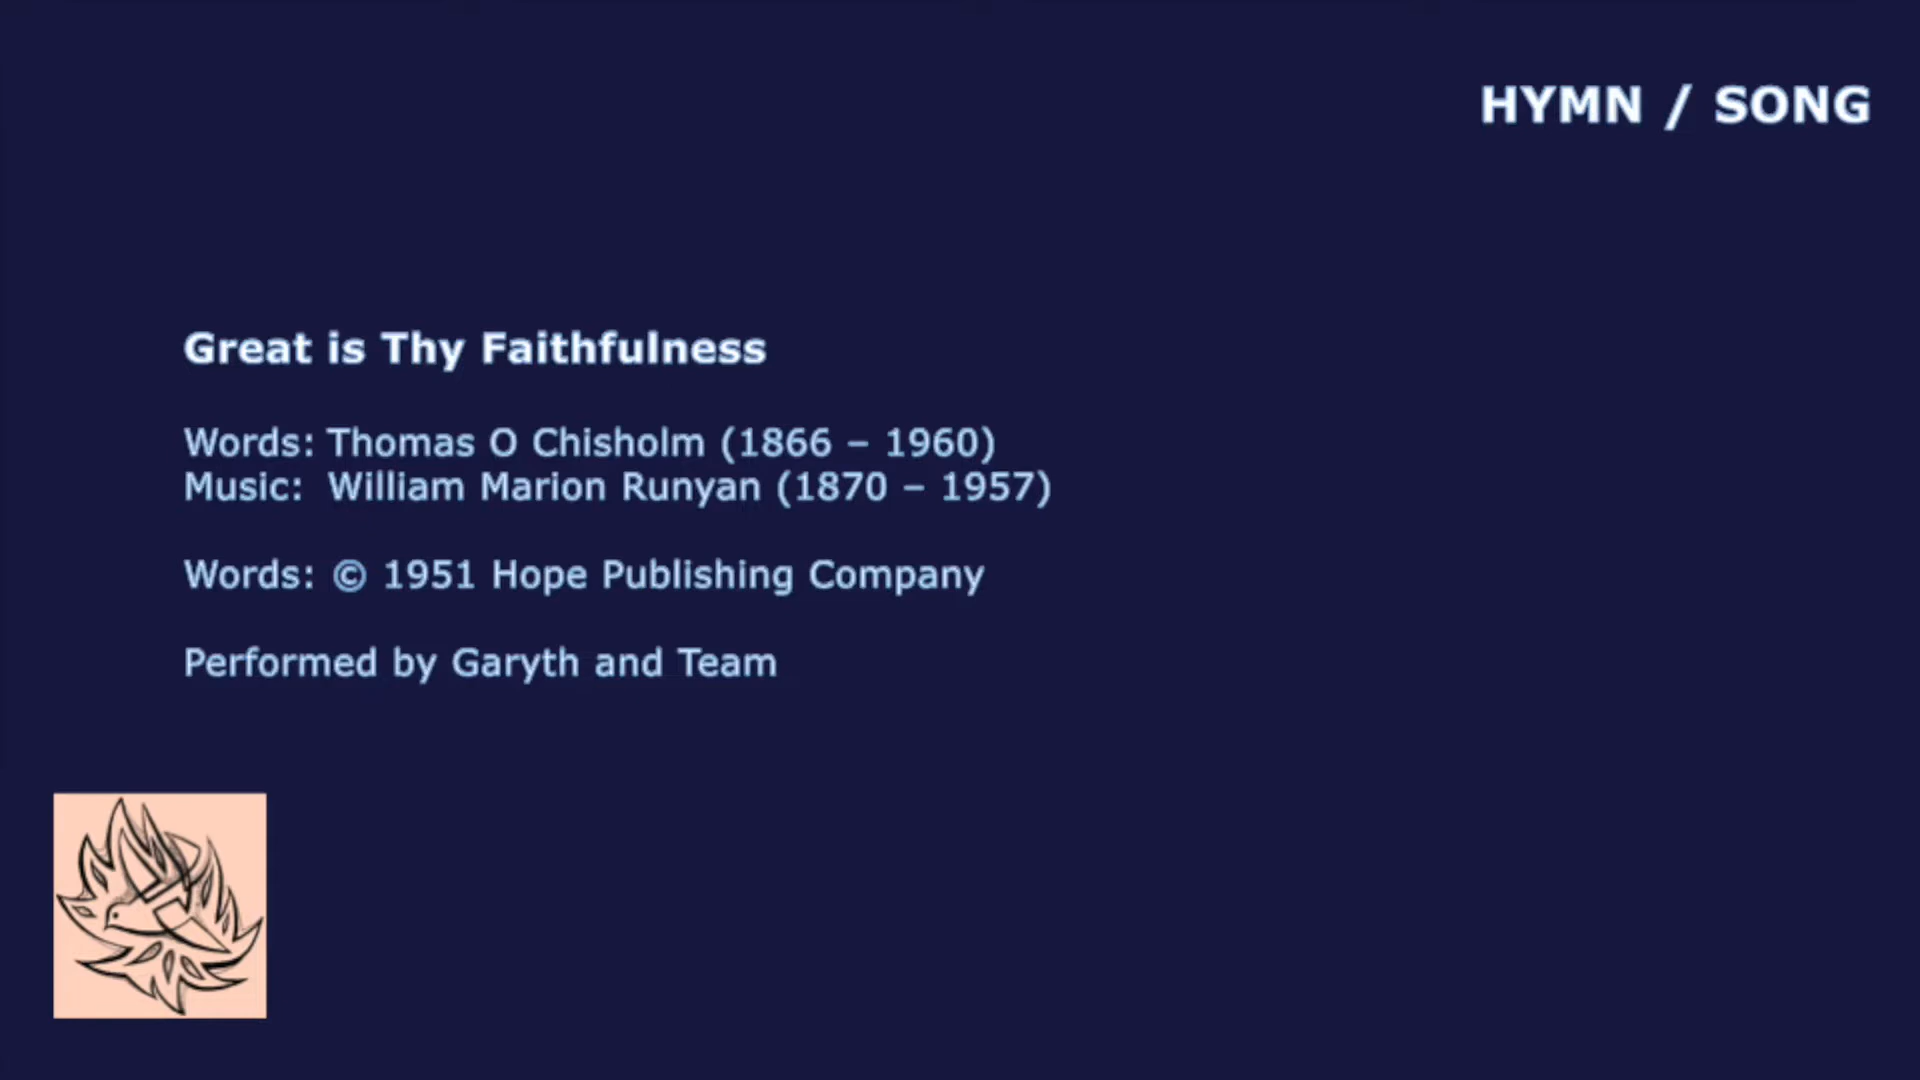 HYMN / SONG
Great is Thy Faithfulness
Words: Thomas O Chisholm (1866 – 1960)
Music: William Marion Runyan (1870 – 1957)
Words: © 1951 Hope Publishing Company
Performed by Garyth and Team